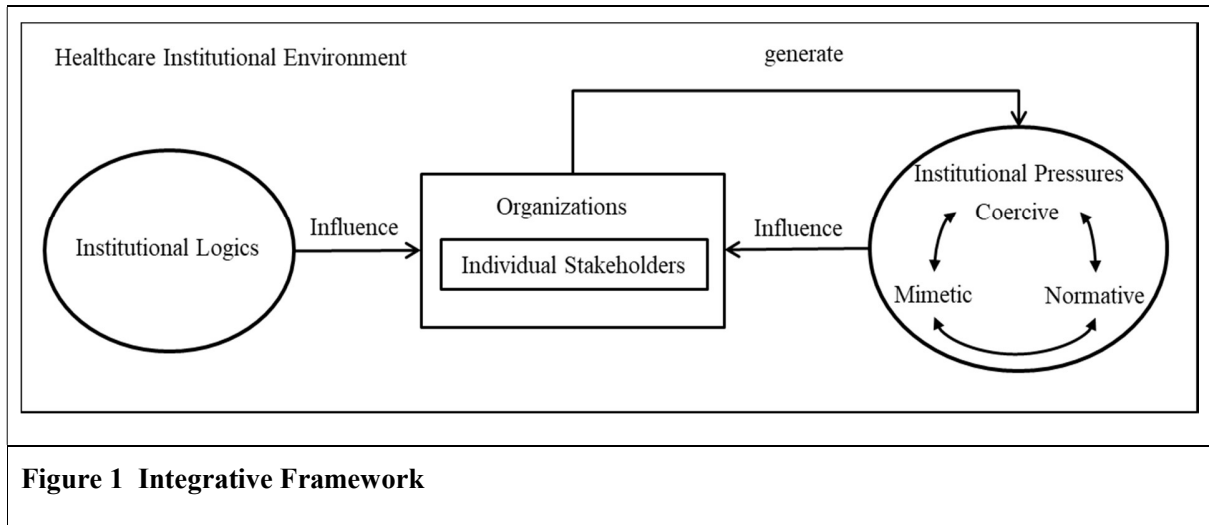 Healthcare Institutional Environment
generate
Institutional Logics
Influence
Organizations
Individual Stakeholders
Influence
Institutional Pressures
Coercive
Mimetic
Normative
Figure 1 Integrative Framework